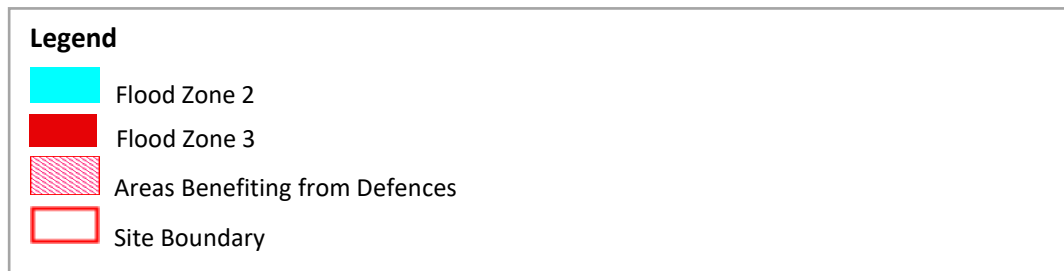 Legend
Flood Zone 2
Flood Zone 3
Areas Benefiting from Defences
Site Boundary